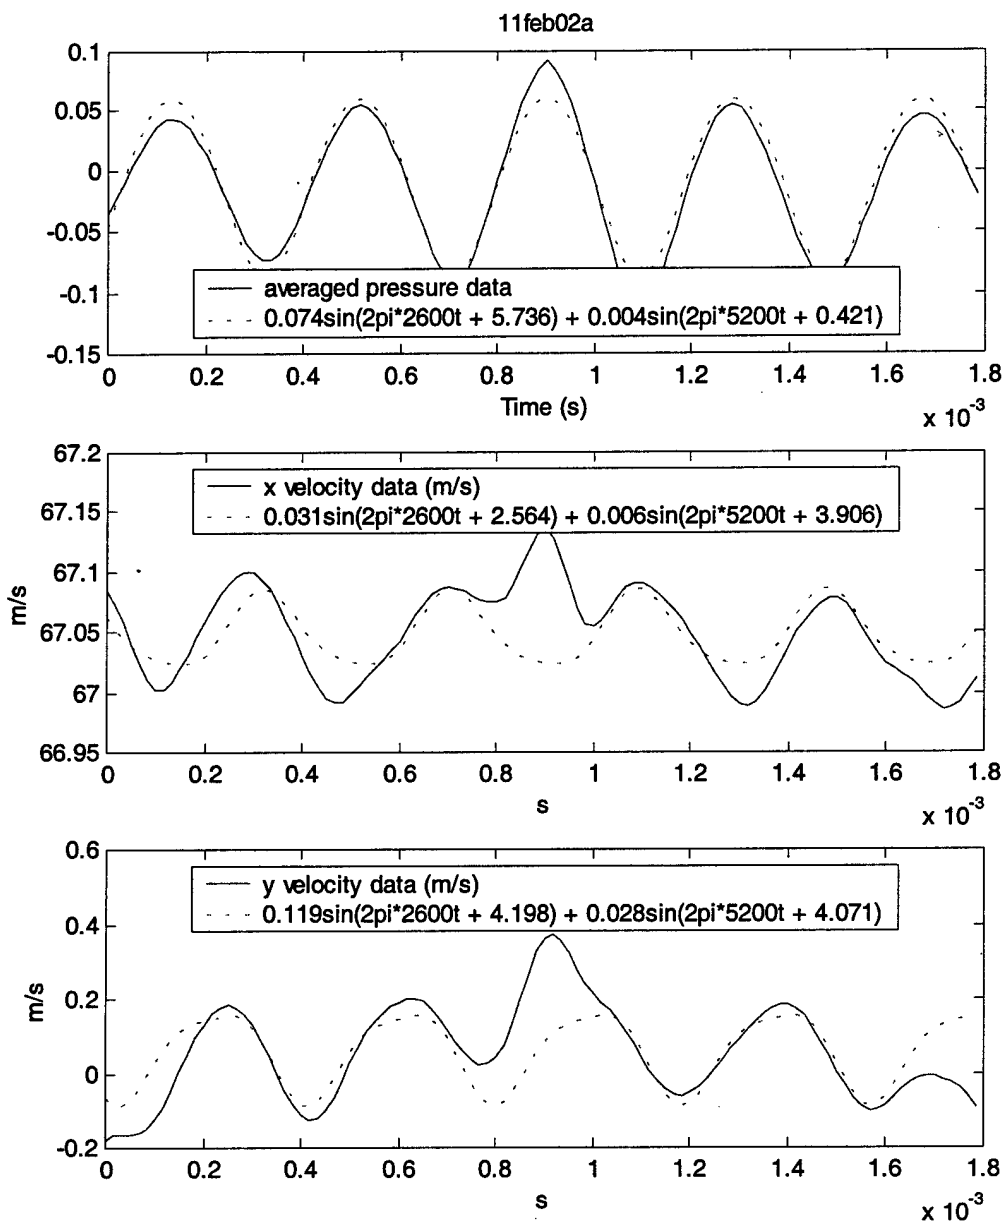 11feb02a
0.1
0.05
0
-0.05
-0.1
-0.15
averaged pressure data
0.074sin(2pi*2600t + 5.736) + 0.004sin(2pi*5200t + 0.421)
0 0.2 0.4 0.6 0.8 1 1.2 1.4 1.6 1.8
Time (s)
x 10-3
67.2
67.15
67.1
67.05
67
66.95
m/s
x velocity data (m/s)
0.031sin(2pi*2600t + 2.564) + 0.006sin(2pi*5200t + 3.906)
0 0.2 0.4 0.6 0.8 1 1.2 1.4 1.6 1.8
s
x 10-3
0.6
0.4
0.2
0
-0.2
m/s
y velocity data (m/s)
0.119sin(2pi*2600t + 4.198) + 0.028sin(2pi*5200t + 4.071)
0 0.2 0.4 0.6 0.8 1 1.2 1.4 1.6 1.8
s
x 10-3